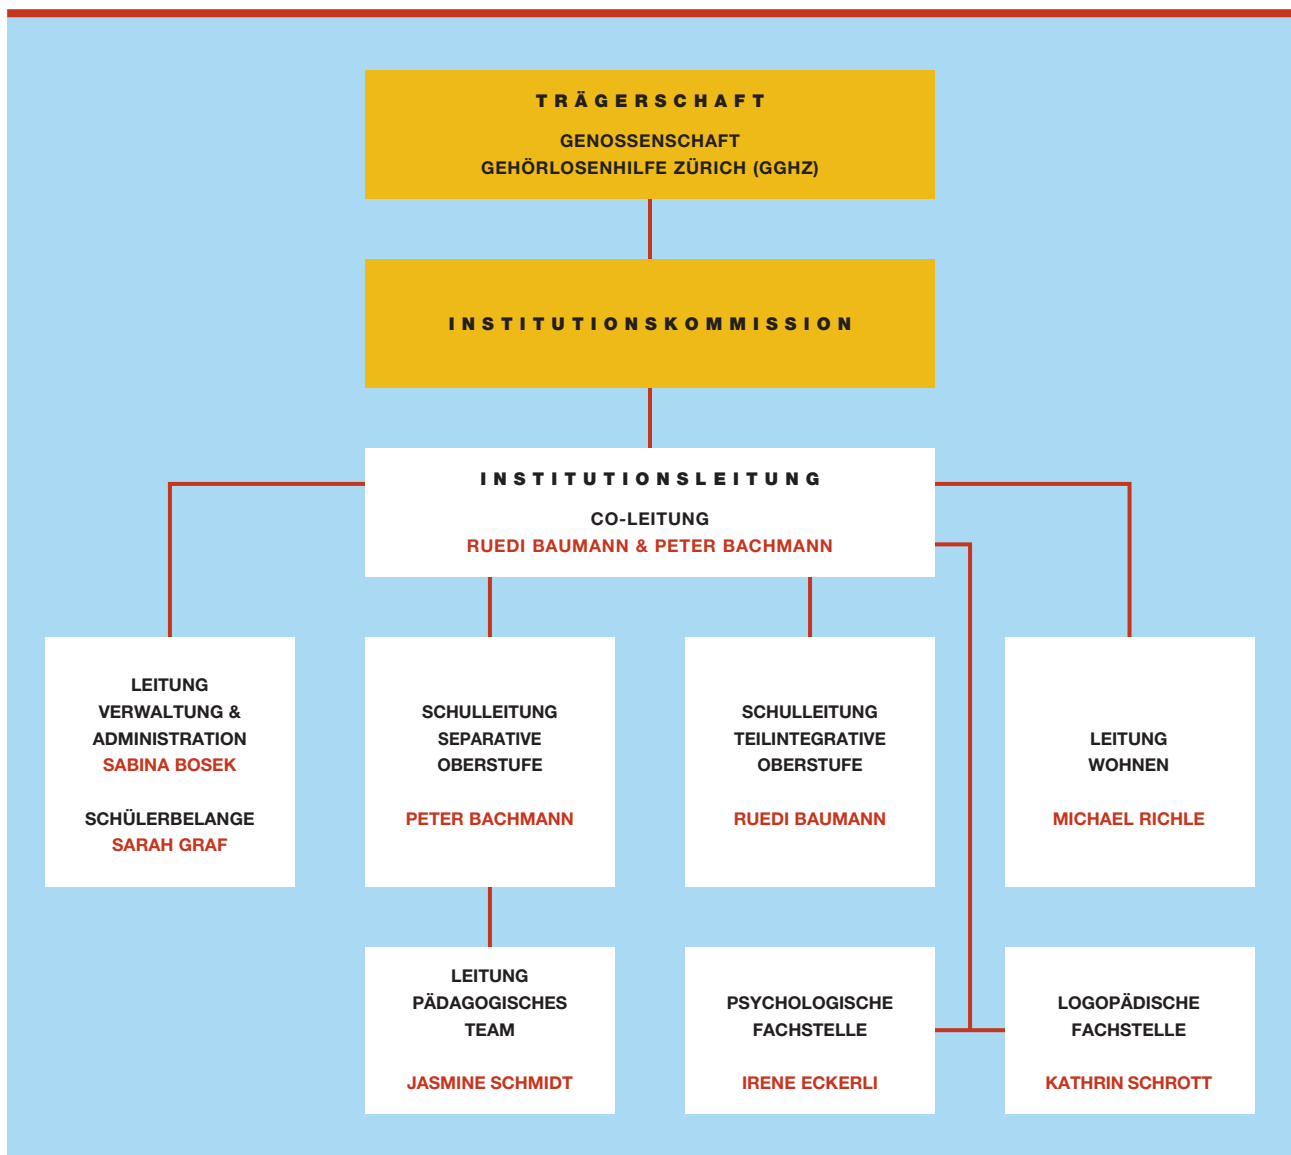 TRÄGERSCHAFT
GENOSSENSCHAFT
GEHÖRLOSENHILFE ZÜRICH (GGHZ)
INSTITUTIONSKOMMISSION
INSTITUTIONSLEITUNG
CO-LEITUNG
RUEDI BAUMANN & PETER BACHMANN
LEITUNG
VERWALTUNG &
ADMINISTRATION
SABINA BOSEK
SCHÜLERBELANGE
SARAH GRAF
SCHULLEITUNG
SEPARATIVE
OBERSTUFE
PETER BACHMANN
SCHULLEITUNG
TEILINTEGRATIVE
OBERSTUFE
RUEDI BAUMANN
LEITUNG
WOHNEN
MICHAEL RICHLE
LEITUNG
PÄDAGOGISCHES
TEAM
JASMINE SCHMIDT
PSYCHOLOGISCHE
FACHSTELLE
IRENE ECKERLI
LOGOPÄDISCHE
FACHSTELLE
KATHRIN SCHROTT